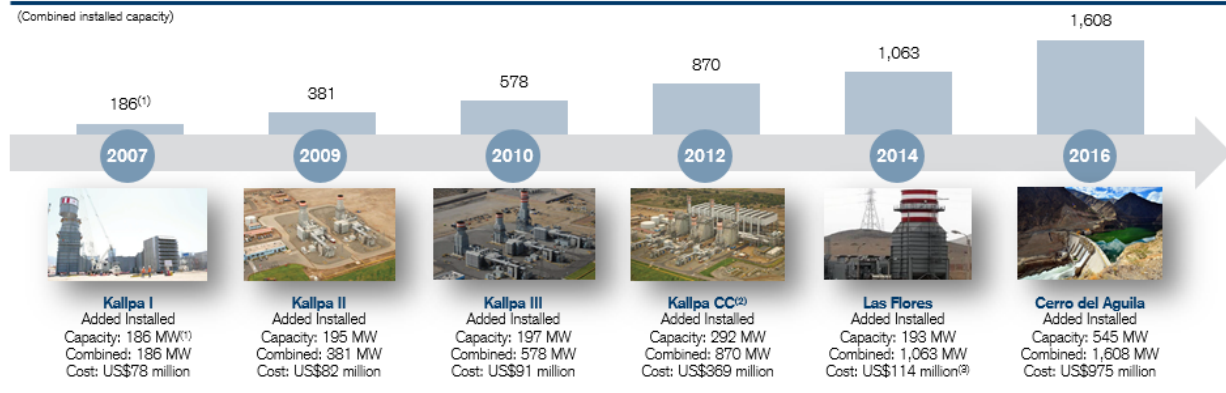 (Combined installed capacity)
186(1)
381
578
870
1,063
1,608
2007
2009
2010
2012
2014
2016
Kallpa I
Added Installed
Capacity: 186 MW(1)
Combined: 186 MW
Cost: US$78 million
Kallpa II
Added Installed
Capacity: 195 MW
Combined: 381 MW
Cost: US$82 million
Kallpa III
Added Installed
Capacity: 197 MW
Combined: 578 MW
Cost: US$91 million
Kallpa CC(2)
Added Installed
Capacity: 292 MW
Combined: 870 MW
Cost: US$369 million
Las Flores
Added Installed
Capacity: 193 MW
Combined: 1,063 MW
Cost: US$114 million(3)
Cerro del Aguila
Added Installed
Capacity: 545 MW
Combined: 1,608 MW
Cost: US$975 million